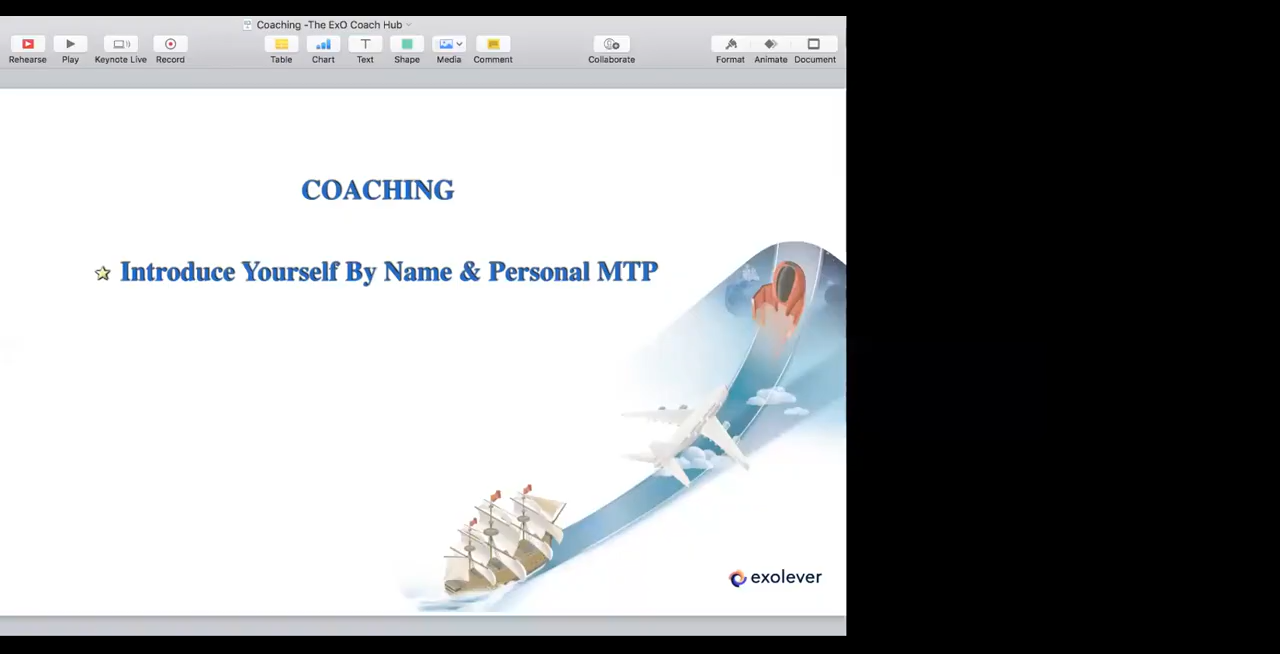 Coaching -The ExO Coach Hub
Rehearse Play Keynote Live Record Table Chart Text Shape Media Comment Collaborate Format Animate Document
COACHING
Introduce Yourself By Name & Personal MTP
exolever